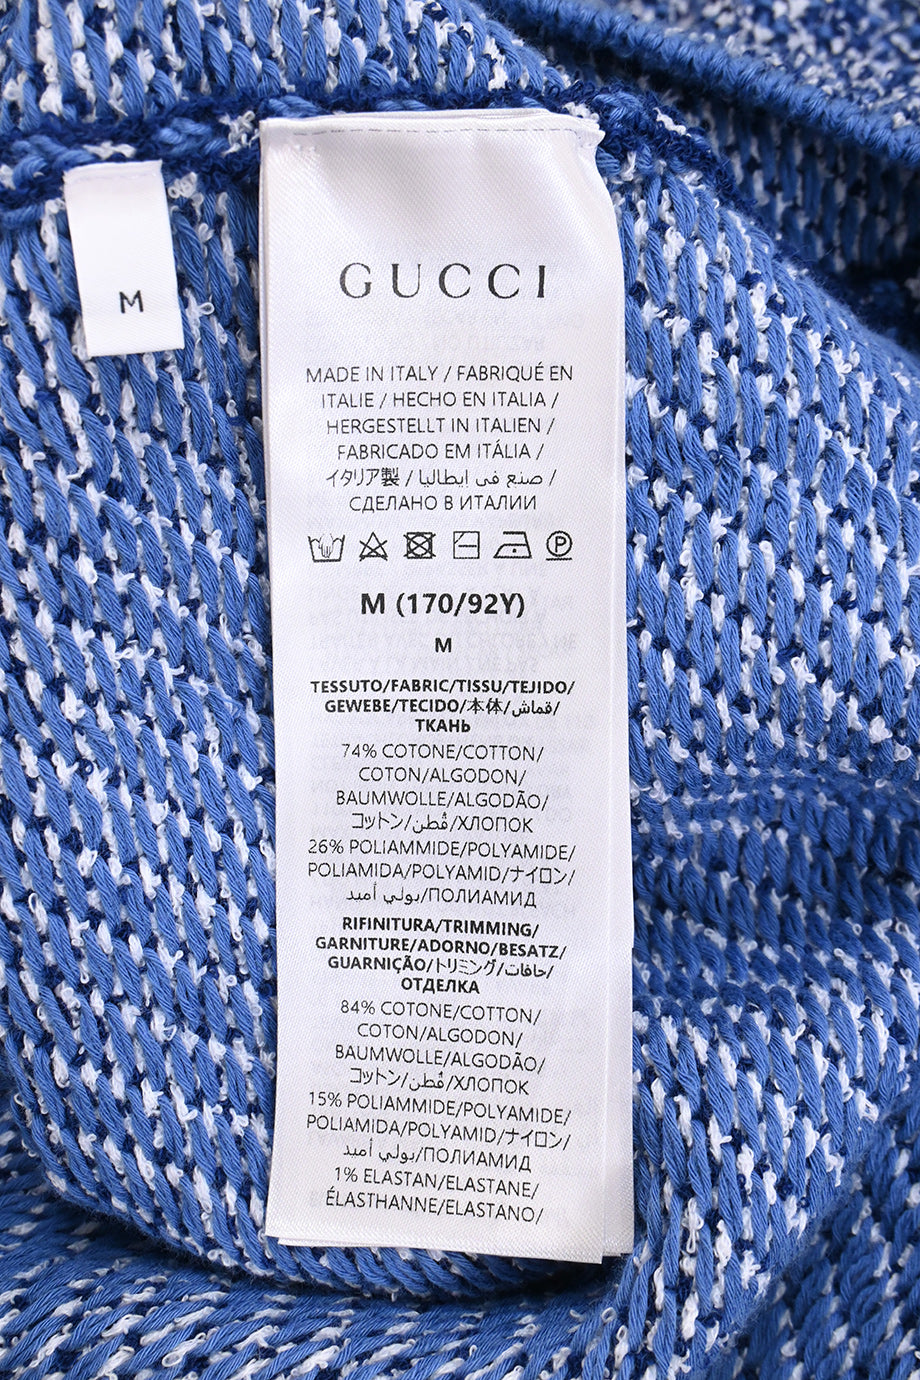 M
GUCCI
MADE IN ITALY / FABRIQUÉ EN
ITALIE / HECHO EN ITALIA /
HERGESTELLT IN ITALIEN /
FABRICADO EM ITÁLIA /
イタリア製 / صنع في إيطاليا /
СДЕЛАНО В ИТАЛИИ
M (170/92Y)
M
TESSUTO/FABRIC/TISSU/TEJIDO/
GEWEBE/TECIDO/本体/قماش/
ТКАНЬ
74% COTONE/COTTON/
COTON/ALGODON/
BAUMWOLLE/ALGODÃO/
コットン/قُطن/ХЛОПОК
26% POLIAMMIDE/POLYAMIDE/
POLIAMIDA/POLYAMID/ナイロン/
بولي أميد/ПОЛИАМИД
RIFINITURA/TRIMMING/
GARNITURE/ADORNO/BESATZ/
GUARNIÇÃO/トリミング/حافات/
ОТДЕЛКА
84% COTONE/COTTON/
COTON/ALGODON/
BAUMWOLLE/ALGODÃO/
コットン/قُطن/ХЛОПОК
15% POLIAMMIDE/POLYAMIDE/
POLIAMIDA/POLYAMID/ナイロン/
بولي أميد/ПОЛИАМИД
1% ELASTAN/ELASTANE/
ÉLASTHANNE/ELASTANO/